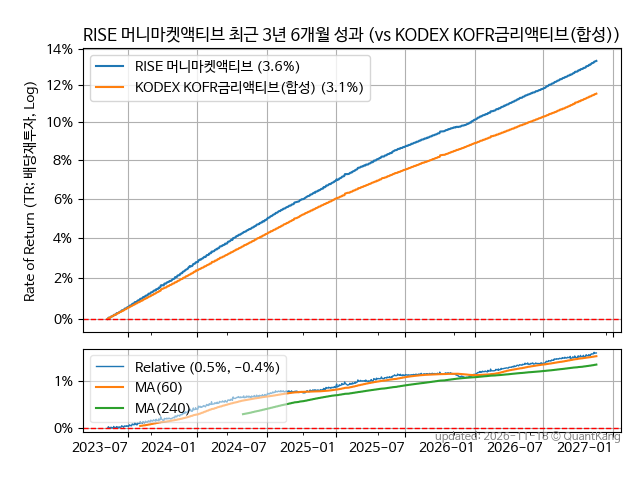 RISE 머니마켓액티브 최근 3년 6개월 성과 (vs KODEX KOFR금리액티브(합성))
14%
12%
10%
8%
6%
4%
2%
0%
Rate of Return (TR; 배당재투자, Log)
RISE 머니마켓액티브 (3.6%)
KODEX KOFR금리액티브(합성) (3.1%)
1%
0%
Relative (0.5%, -0.4%)
MA(60)
MA(240)
2023-07 2024-01 2024-07 2025-01 2025-07 2026-01 2026-07 2027-01
updated: 2026-11-18 © QuantKang